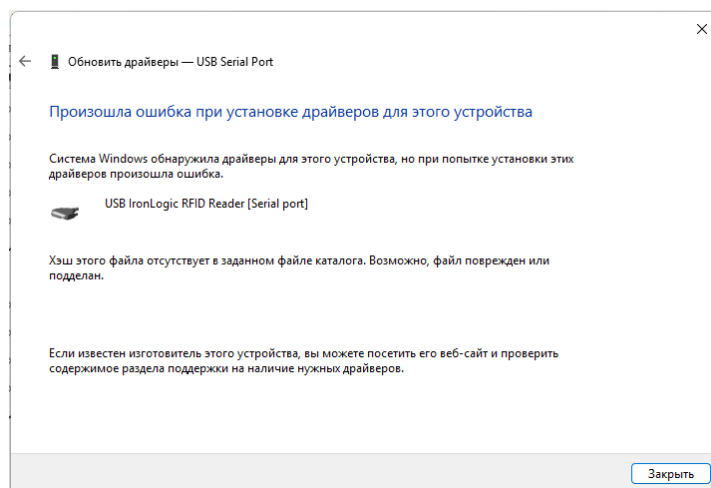 Обновить драйверы — USB Serial Port
Произошла ошибка при установке драйверов для этого устройства
Система Windows обнаружила драйверы для этого устройства, но при попытке установки этих
драйверов произошла ошибка.
USB IronLogic RFID Reader [Serial port]
Хэш этого файла отсутствует в заданном файле каталога. Возможно, файл поврежден или
подделан.
Если известен изготовитель этого устройства, вы можете посетить его веб-сайт и проверить
содержимое раздела поддержки на наличие нужных драйверов.
Закрыть